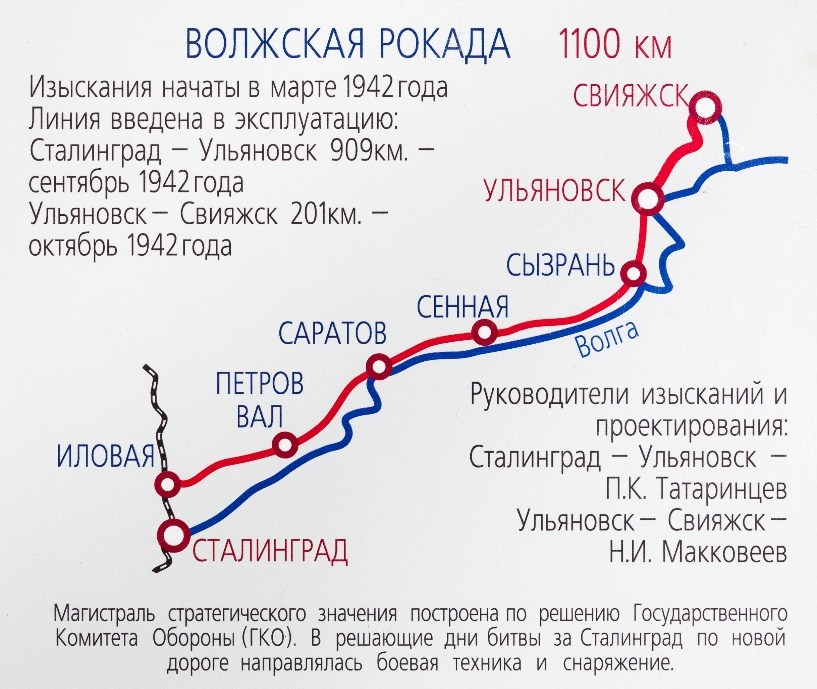 ВОЛЖСКАЯ РОКАДА 1100 км
Изыскания начаты в марте 1942 года
Линия введена в эксплуатацию:
Сталинград – Ульяновск 909км. –
сентябрь 1942 года
Ульяновск – Свияжск 201км. –
октябрь 1942 года
СВИЯЖСК
УЛЬЯНОВСК
СЫЗРАНЬ
СЕННАЯ
Волга
САРАТОВ
ПЕТРОВ
ВАЛ
ИЛОВАЯ
СТАЛИНГРАД
Руководители изысканий и
проектирования:
Сталинград – Ульяновск –
П.К. Татаринцев
Ульяновск – Свияжск –
Н.И. Макковеев
Магистраль стратегического значения построена по решению Государственного
Комитета Обороны (ГКО). В решающие дни битвы за Сталинград по новой
дороге направлялась боевая техника и снаряжение.